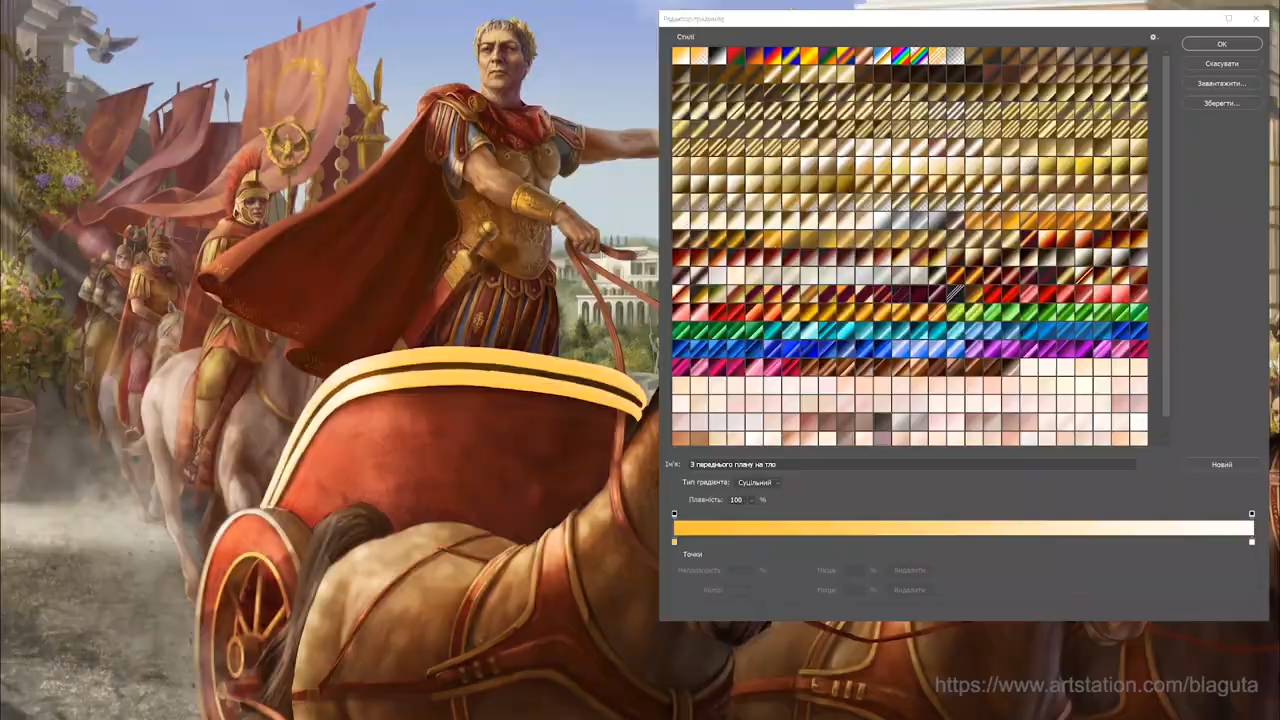 Редактор градієнтів
Стилі
ОК
Скасувати
Завантажити...
Зберегти...
Ім'я: З переднього плану на тло
Новий
Тип градієнта: Суцільний
Плавність: 100 %
Точки
Непрозорість: % Місце: % Видалити
Колір: Місце: % Видалити
https://www.artstation.com/blaguta